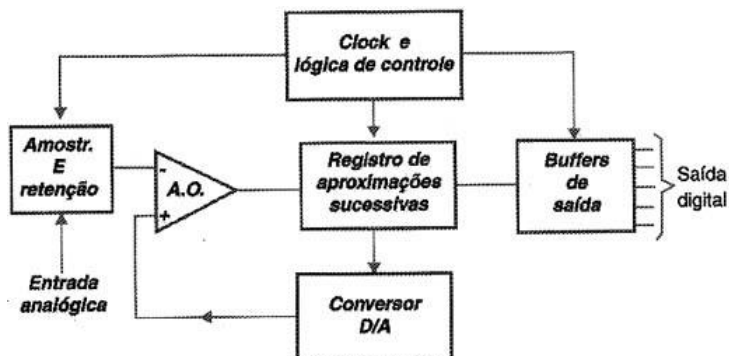 Clock e
lógica de controle
Amostr.
E
retenção
-
A.O.
+
Registro de
aproximações
sucessivas
Buffers
de
saída
Saída
digital
Entrada
analógica
Conversor
D/A